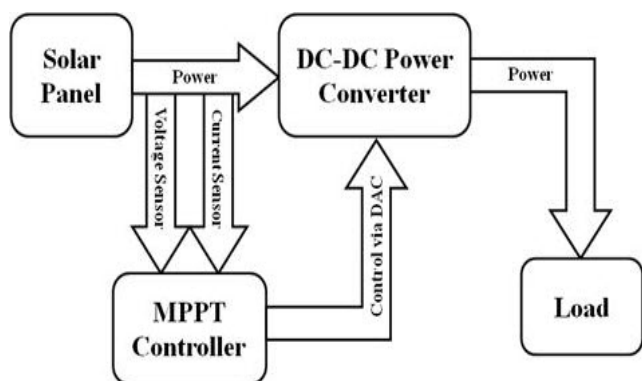 Solar
Panel
Power
DC-DC Power
Converter
Power
Voltage Sensor
Current Sensor
Control via DAC
MPPT
Controller
Load